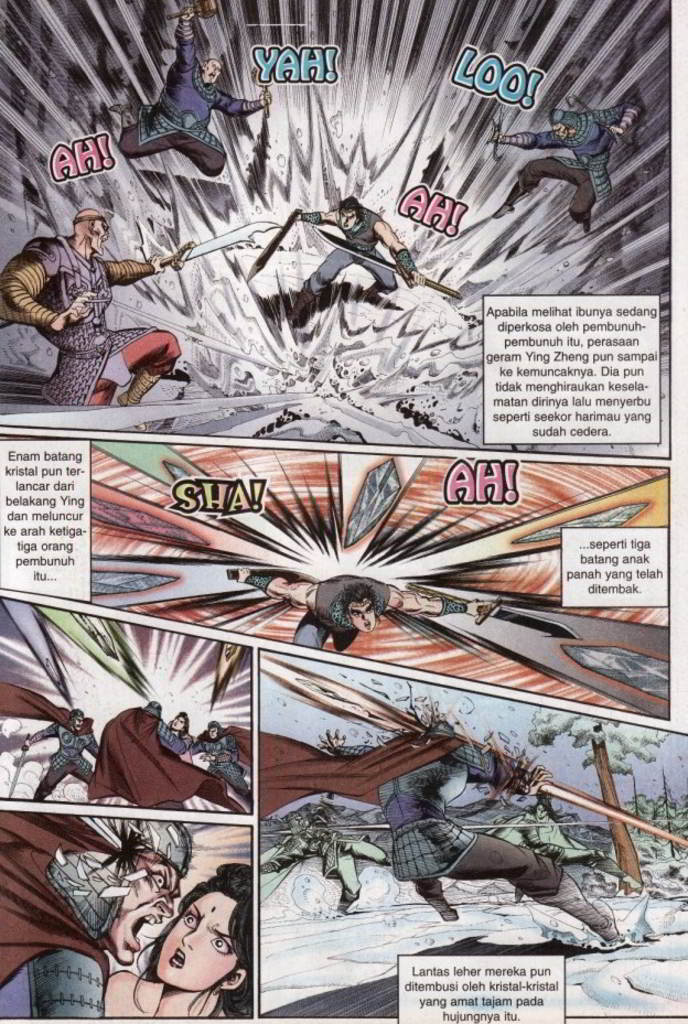 YAH!
LOO!
AH!
AH!
Apabila melihat ibunya sedang
diperkosa oleh pembunuh-
pembunuh itu, perasaan
geram Ying Zheng pun sampai
ke kemuncaknya. Dia pun
tidak menghiraukan kesela-
matan dirinya lalu menyerbu
seperti seekor harimau yang
sudah cedera.
Enam batang
kristal pun ter-
lancar dari
belakang Ying
dan meluncur
ke arah ketiga-
tiga orang
pembunuh
itu...
SHA!
AH!
...seperti tiga
batang anak
panah yang telah
ditembak.
Lantas leher mereka pun
ditembusi oleh kristal-kristal
yang amat tajam pada
hujungnya itu.